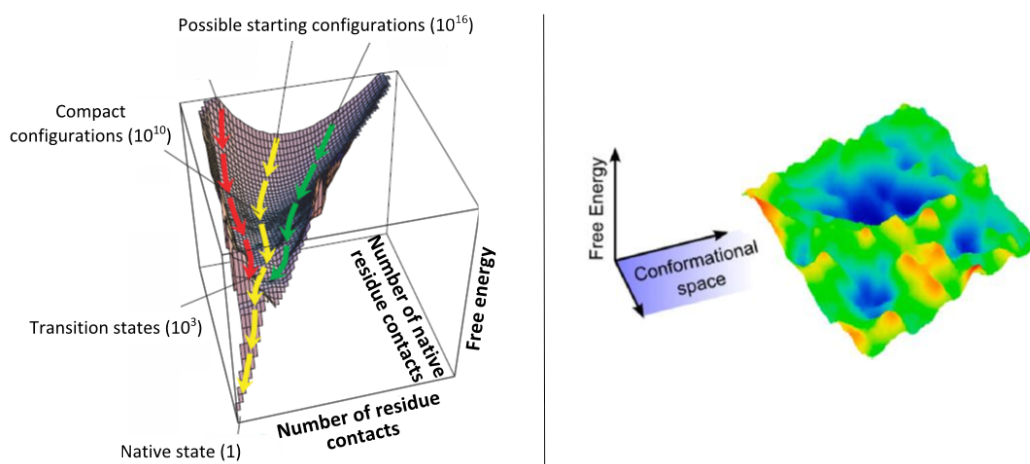 Possible starting configurations (10¹⁶)
Compact
configurations (10¹⁰)
Transition states (10³)
Native state (1)
Number of residue
contacts
Number of native
residue contacts
Free energy
Free Energy
Conformational
space